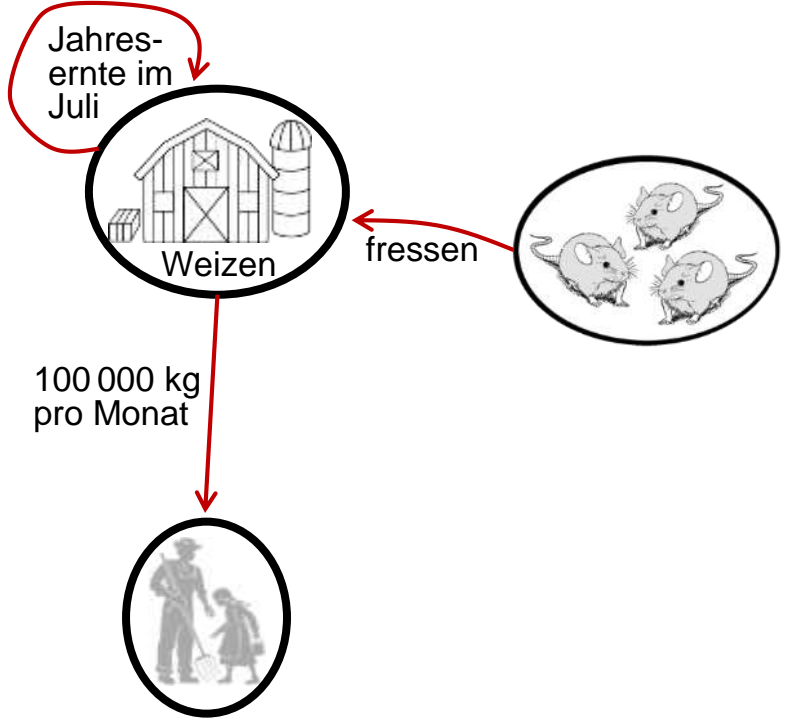 Jahres-
ernte im
Juli
Weizen
fressen
100 000 kg
pro Monat